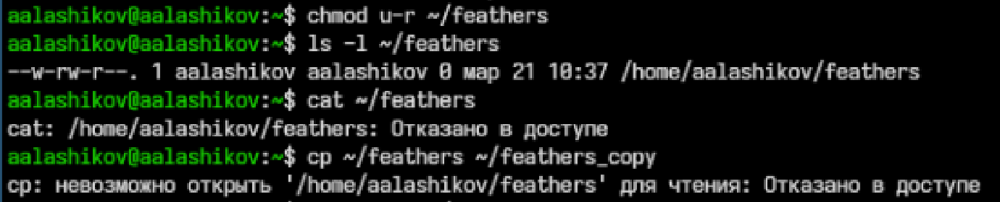 aalashikov@aalashikov:~$ chmod u-r ~/feathers
aalashikov@aalashikov:~$ ls -l ~/feathers
--w-rw-r--. 1 aalashikov aalashikov 0 мар 21 10:37 /home/aalashikov/feathers
aalashikov@aalashikov:~$ cat ~/feathers
cat: /home/aalashikov/feathers: Отказано в доступе
aalashikov@aalashikov:~$ cp ~/feathers ~/feathers_copy
cp: невозможно открыть '/home/aalashikov/feathers' для чтения: Отказано в доступе